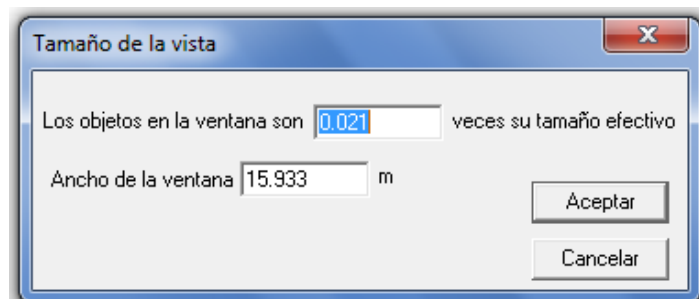 Tamaño de la vista
Los objetos en la ventana son 0.021 veces su tamaño efectivo
Ancho de la ventana 15.933 m
Aceptar
Cancelar